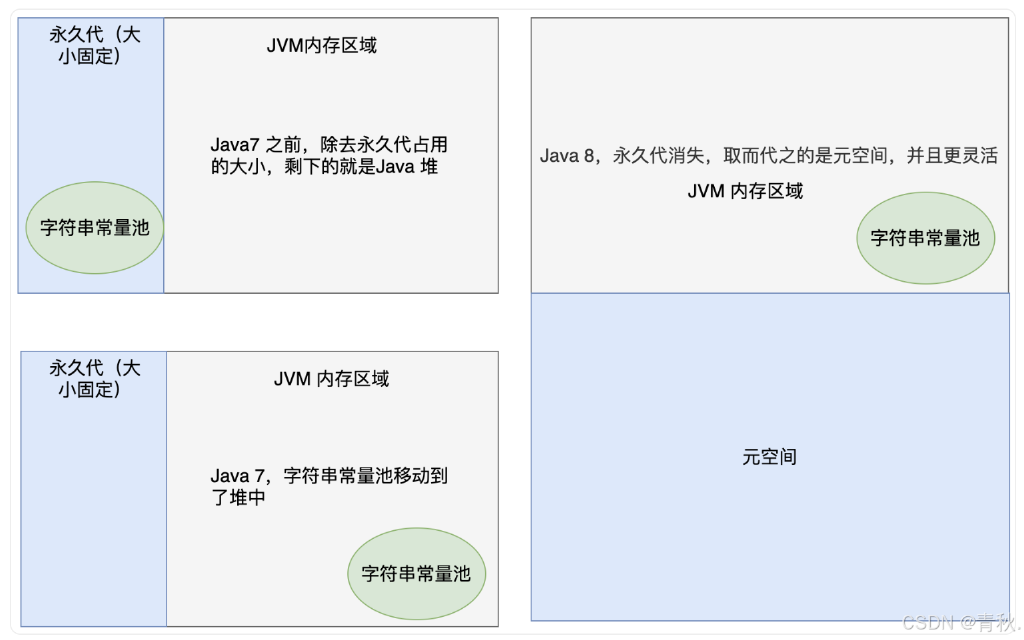 永久代（大
小固定）
JVM内存区域
Java7 之前，除去永久代占用
的大小，剩下的就是Java 堆
字符串常量池
永久代（大
小固定）
JVM 内存区域
Java 7，字符串常量池移动到
了堆中
字符串常量池
Java 8，永久代消失，取而代之的是元空间，并且更灵活
JVM 内存区域
字符串常量池
元空间
CSDN @青秋.